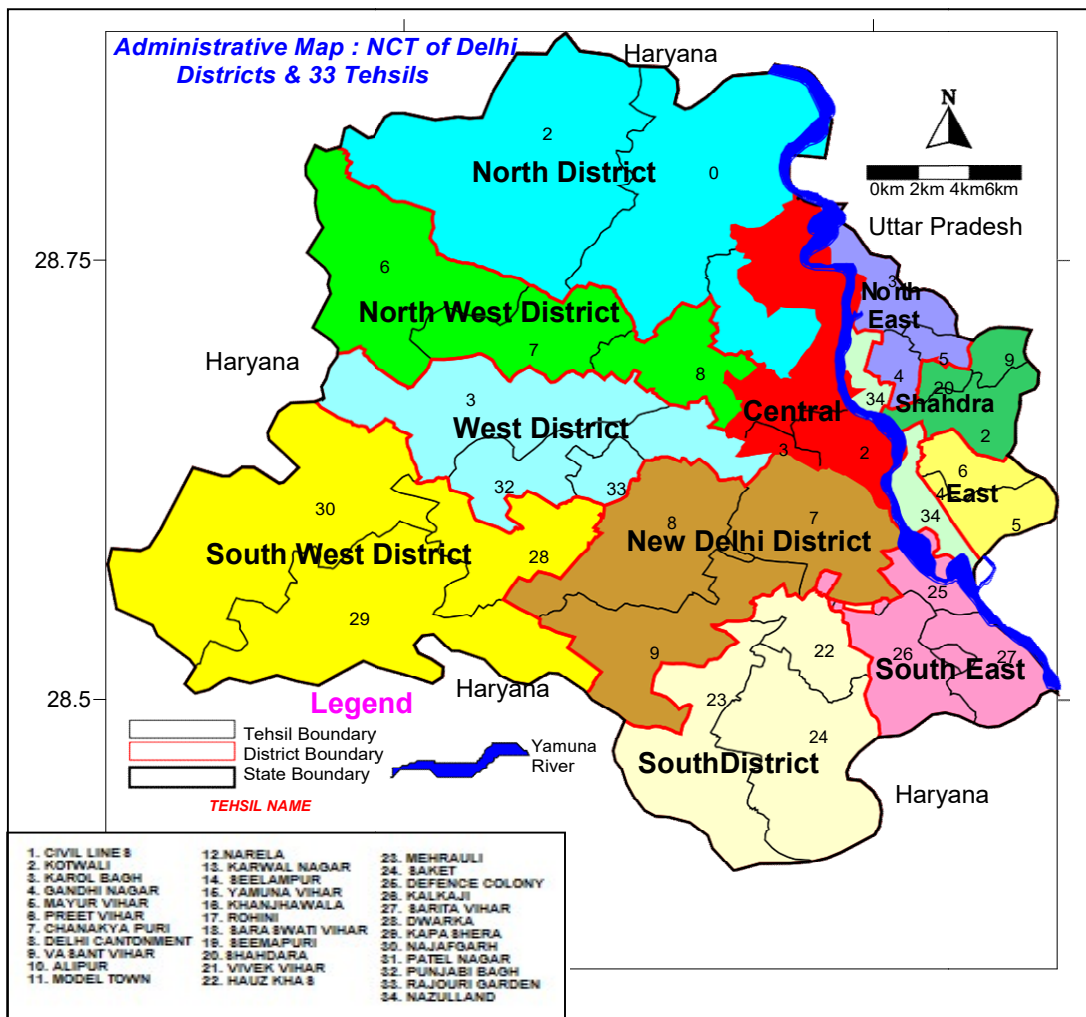 Administrative Map : NCT of Delhi
Districts & 33 Tehsils
Haryana
N
0km 2km 4km6km
Uttar Pradesh
28.75
2
North District
0
6
North West District
7
8
3
North
East
5
9
4
20
34
Shahdra
2
Haryana
3
West District
32
33
Central
3
2
6
4
East
34
5
30
South West District
28
29
8
7
New Delhi District
9
25
26
27
South East
22
23
24
SouthDistrict
Haryana
Haryana
28.5
Legend
Tehsil Boundary
District Boundary
State Boundary
Yamuna
River
TEHSIL NAME
1. CIVIL LINES
2. KOTWALI
3. KAROL BAGH
4. GANDHI NAGAR
5. MAYUR VIHAR
6. PREET VIHAR
7. CHANAKYA PURI
8. DELHI CANTONMENT
9. VASANT VIHAR
10. ALIPUR
11. MODEL TOWN
12.NARELA
13. KARWAL NAGAR
14. SEELAMPUR
15. YAMUNA VIHAR
16. KHANJHAWALA
17. ROHINI
18. SARASWATI VIHAR
19. SEEMAPURI
20.SHAHDARA
21. VIVEK VIHAR
22. HAUZ KHAS
23. MEHRAULI
24. SAKET
25. DEFENCE COLONY
26. KALKAJI
27. SARITA VIHAR
28. DWARKA
29. KAPASHERA
30. NAJAFGARH
31. PATEL NAGAR
32. PUNJABI BAGH
33. RAJOURI GARDEN
34. NAZULLAND